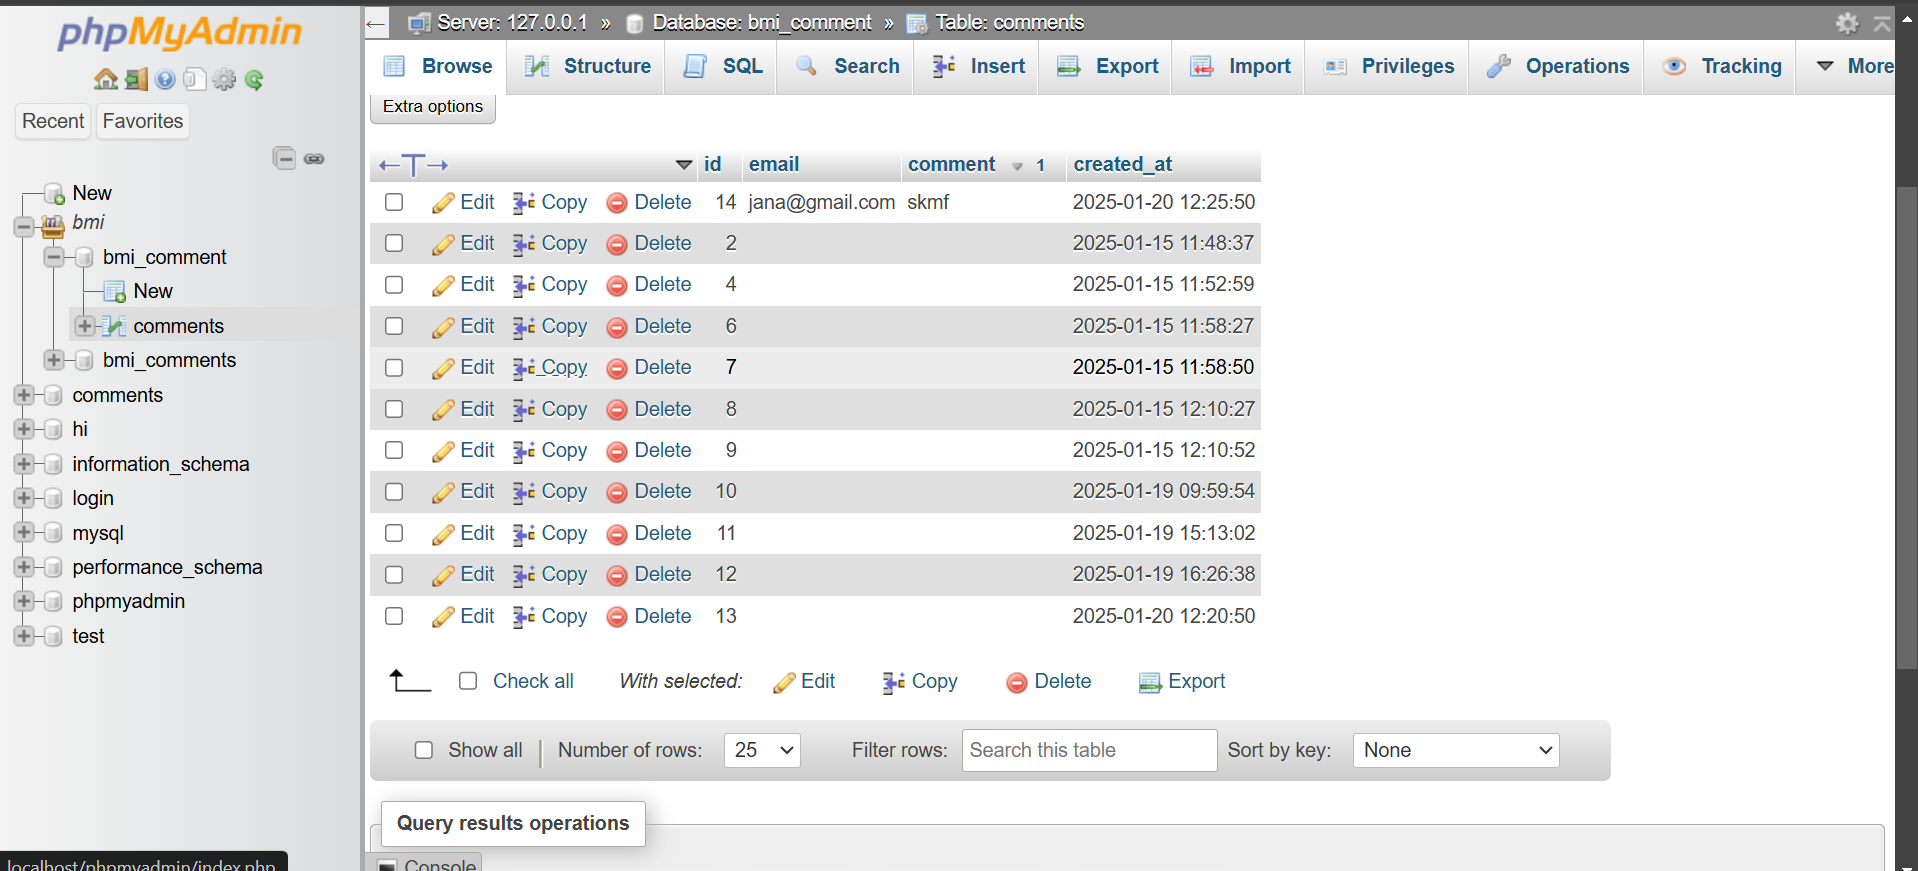 phpMyAdmin
Recent Favorites
New
bmi
bmi_comment
New
comments
bmi_comments
comments
hi
information_schema
login
mysql
performance_schema
phpmyadmin
test
localhost/phpmyadmin/index.php
Server: 127.0.0.1 » Database: bmi_comment » Table: comments
Browse Structure SQL Search Insert Export Import Privileges Operations Tracking More
Extra options
←T→ id email comment 1 created_at
Edit Copy Delete 14 jana@gmail.com skmf 2025-01-20 12:25:50
Edit Copy Delete 2 2025-01-15 11:48:37
Edit Copy Delete 4 2025-01-15 11:52:59
Edit Copy Delete 6 2025-01-15 11:58:27
Edit Copy Delete 7 2025-01-15 11:58:50
Edit Copy Delete 8 2025-01-15 12:10:27
Edit Copy Delete 9 2025-01-15 12:10:52
Edit Copy Delete 10 2025-01-19 09:59:54
Edit Copy Delete 11 2025-01-19 15:13:02
Edit Copy Delete 12 2025-01-19 16:26:38
Edit Copy Delete 13 2025-01-20 12:20:50
Check all With selected: Edit Copy Delete Export
Show all Number of rows: 25 Filter rows: Search this table Sort by key: None
Query results operations
Console